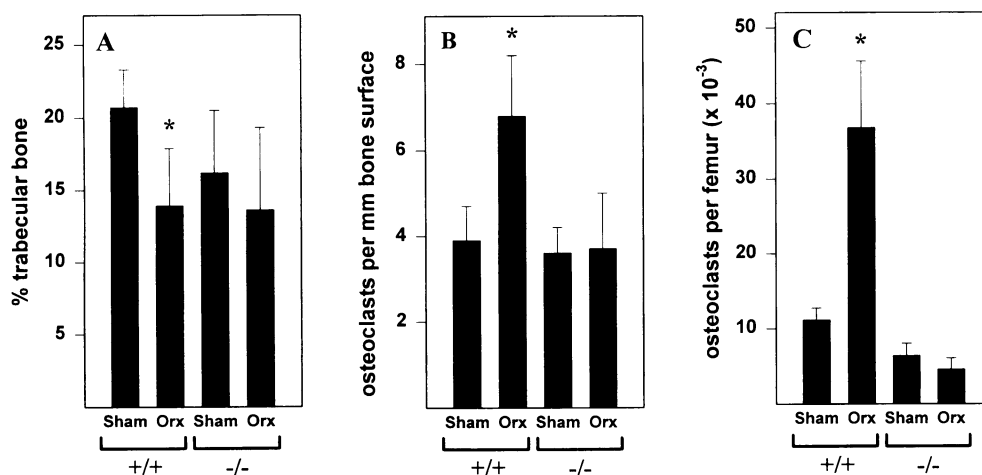 A
% trabecular bone
25
20
15
10
5
*
Sham Orx Sham Orx
+/+ -/-
B
osteoclasts per mm bone surface
8
6
4
2
*
Sham Orx Sham Orx
+/+ -/-
C
osteoclasts per femur (x 10⁻³)
50
40
30
20
10
*
Sham Orx Sham Orx
+/+ -/-